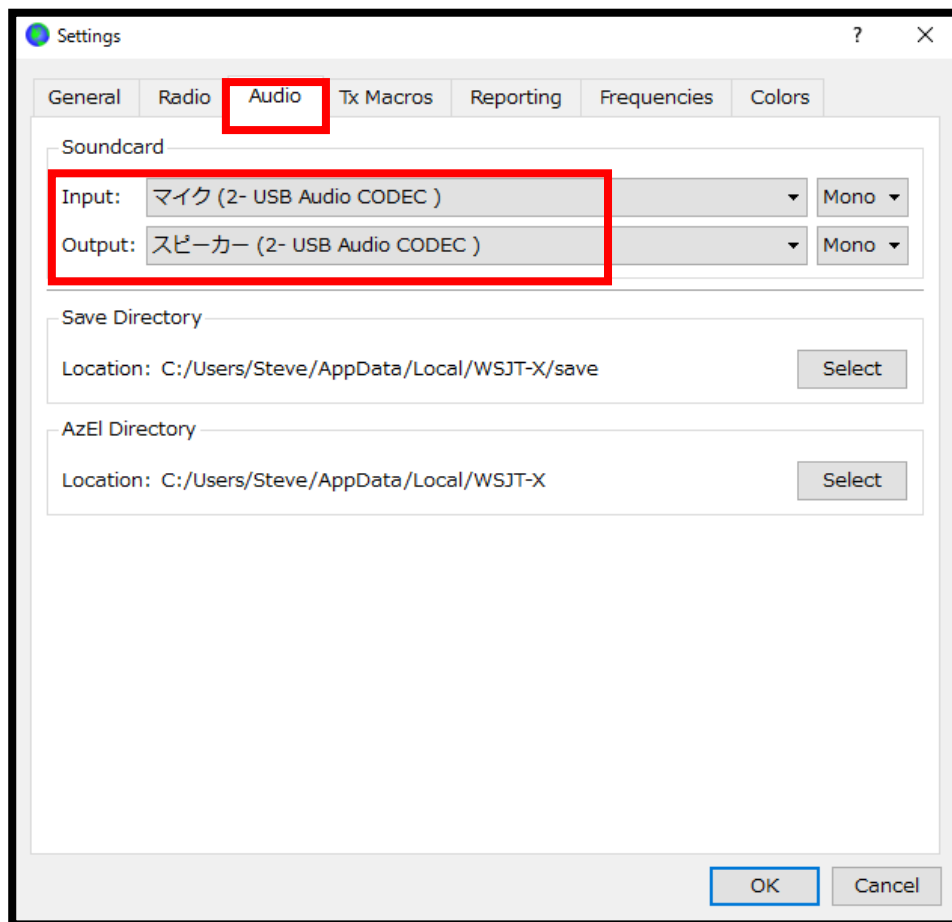 Settings ? ×
General Radio Audio Tx Macros Reporting Frequencies Colors
Soundcard
Input: マイク (2- USB Audio CODEC ) Mono
Output: スピーカー (2- USB Audio CODEC ) Mono
Save Directory
Location: C:/Users/Steve/AppData/Local/WSJT-X/save Select
AzEl Directory
Location: C:/Users/Steve/AppData/Local/WSJT-X Select
OK Cancel